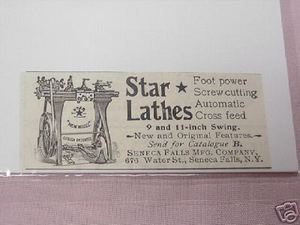 Star ★ Lathes
Foot power
Screw cutting
Automatic
Cross feed
9 and 11-inch Swing.
—New and Original Features.—
Send for Catalogue B.
SENECA FALLS MFG. COMPANY,
676 Water St., Seneca Falls, N.Y.